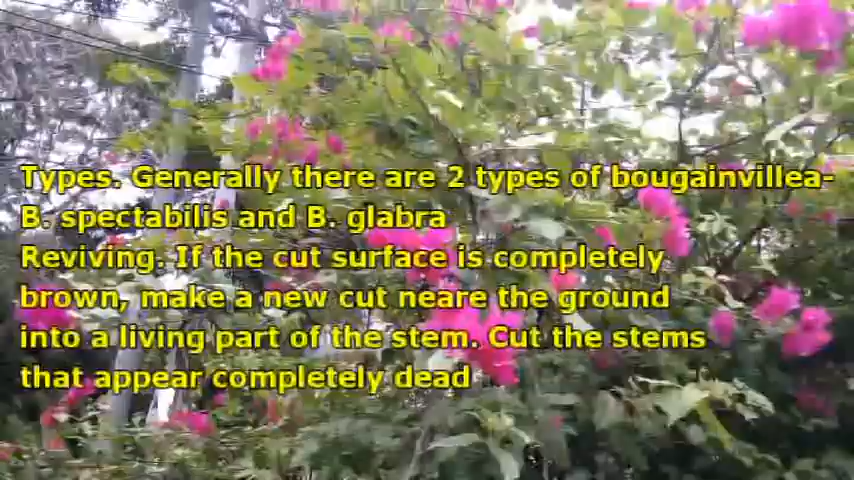 Types. Generally there are 2 types of bougainvillea-
B. spectabilis and B. glabra
Reviving. If the cut surface is completely
brown, make a new cut neare the ground
into a living part of the stem. Cut the stems
that appear completely dead